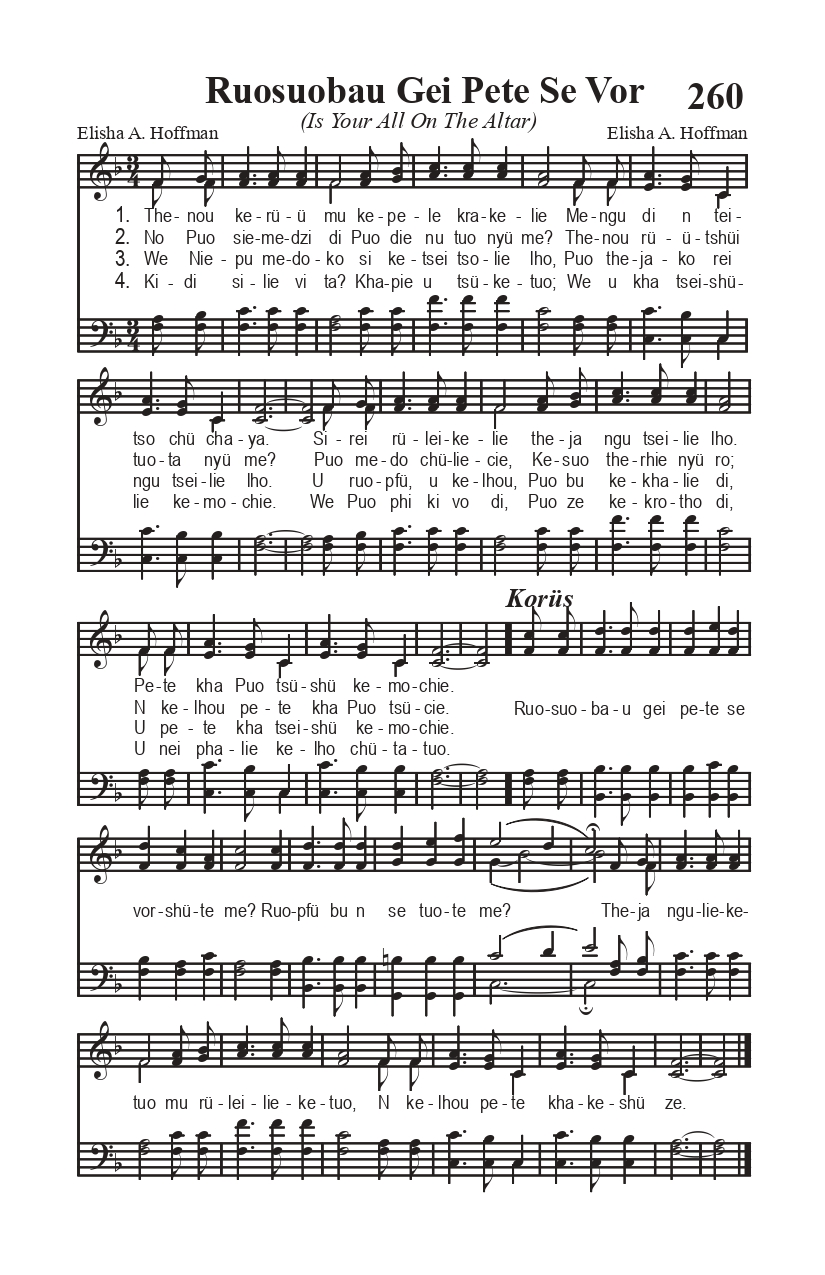 Ruosuobau Gei Pete Se Vor 260
(Is Your All On The Altar)
Elisha A. Hoffman Elisha A. Hoffman
1. The-nou ke-rü-ü mu ke-pe-le kra-ke-lie Me-ngu di n tei-
2. No Puo sie-me-dzi di Puo die nu tuo nyü me? The-nou rü-ü-tshüi
3. We Nie-pu me-do-ko si ke-tsei tso-lie lho, Puo the-ja-ko rei
4. Ki-di si-lie vi ta? Kha-pie u tsü-ke-tuo; We u kha tsei-shü-
tso chü cha-ya. Si-rei rü-lei-ke-lie the-ja ngu tsei-lie lho.
tuo-ta nyü me? Puo me-do chü-lie-cie, Ke-suo the-rhie nyü ro;
ngu tsei-lie lho. U ruo-pfü, u ke-lhou, Puo bu ke-kha-lie di,
lie ke-mo-chie. We Puo phi ki vo di, Puo ze ke-kro-tho di,
Korüs
Pe-te kha Puo tsü-shü ke-mo-chie.
N ke-lhou pe-te kha Puo tsü-cie. Ruo-suo-ba-u gei pe-te se
U pe-te kha tsei-shü ke-mo-chie.
U nei pha-lie ke-lho chü-ta-tuo.
vor-shü-te me? Ruo-pfü bu n se tuo-te me? The-ja ngu-lie-ke-
tuo mu rü-lei-lie-ke-tuo, N ke-lhou pe-te kha-ke-shü ze.